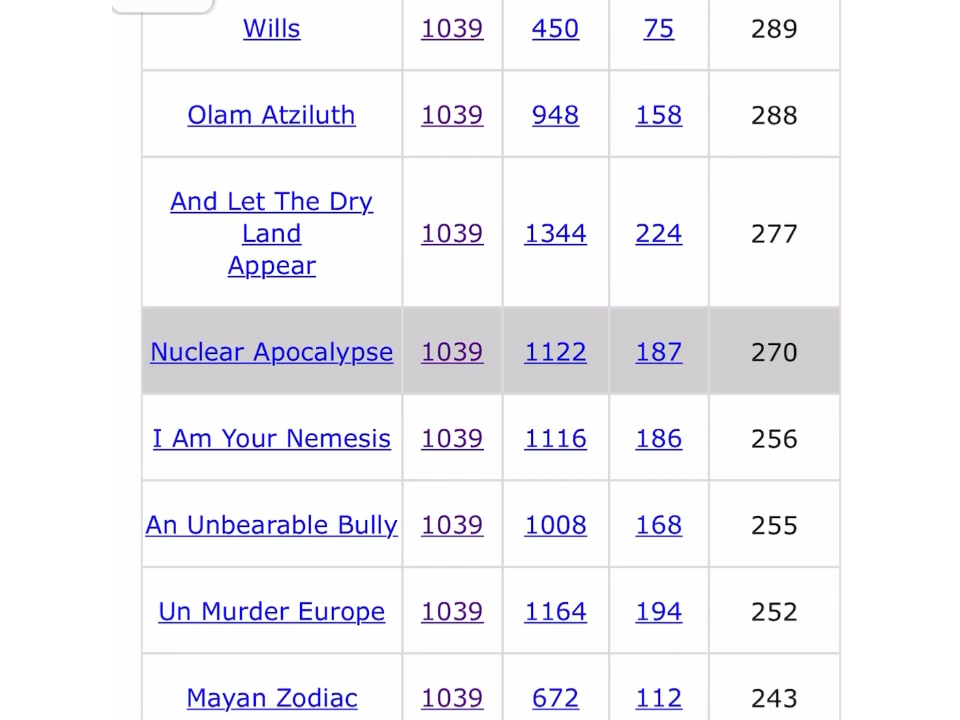 Wills 1039 450 75 289
Olam Atziluth 1039 948 158 288
And Let The Dry
Land 1039 1344 224 277
Appear
Nuclear Apocalypse 1039 1122 187 270
I Am Your Nemesis 1039 1116 186 256
An Unbearable Bully 1039 1008 168 255
Un Murder Europe 1039 1164 194 252
Mayan Zodiac 1039 672 112 243